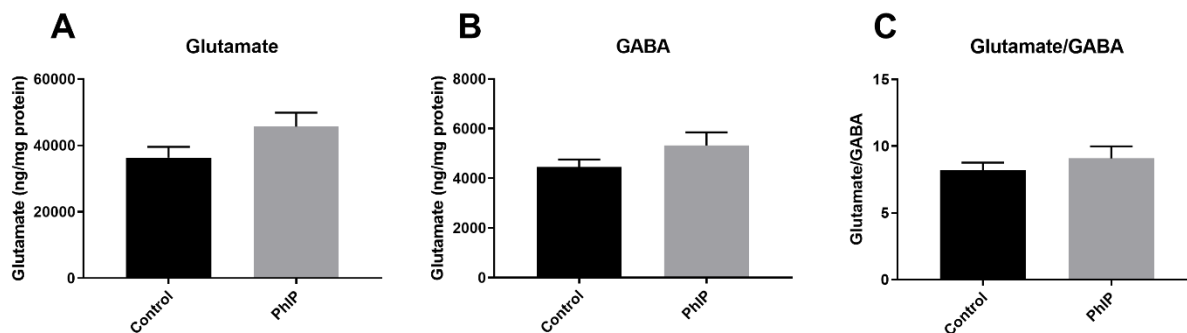 A
Glutamate
Glutamate (ng/mg protein)
60000
40000
20000
0
Control
PhIP
B
GABA
Glutamate (ng/mg protein)
8000
6000
4000
2000
0
Control
PhIP
C
Glutamate/GABA
Glutamate/GABA
15
10
5
0
Control
PhIP